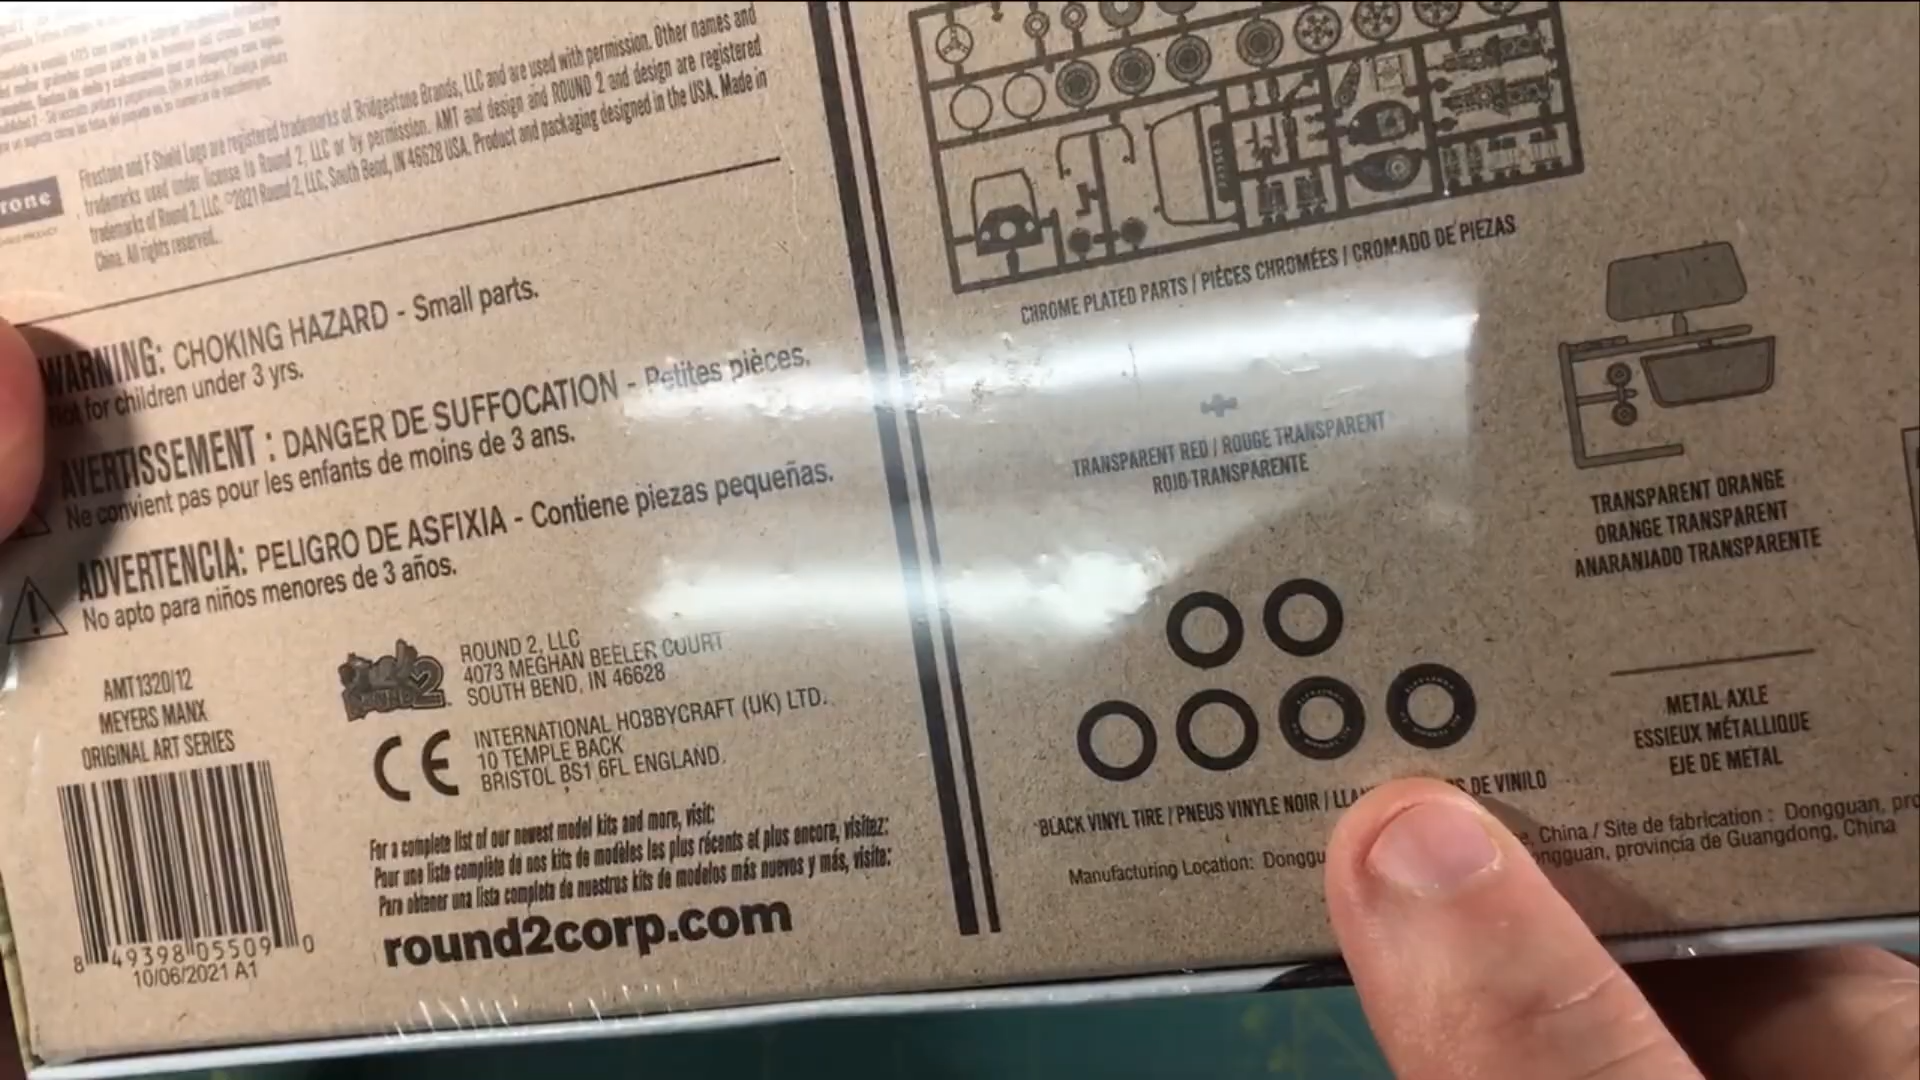 Firestone and F Shield Logo are registered trademarks of Bridgestone Brands, LLC and are used with permission. Other names and
trademarks used under license to Round 2, LLC or by permission. AMT and design and ROUND 2 and design are registered
trademarks of Round 2, LLC. ©2021 Round 2, LLC, South Bend, IN 46628 USA. Product and packaging designed in the USA. Made in
China. All rights reserved.
rone
WARNING: CHOKING HAZARD - Small parts.
Not for children under 3 yrs.
AVERTISSEMENT : DANGER DE SUFFOCATION - Petites pièces.
Ne convient pas pour les enfants de moins de 3 ans.
ADVERTENCIA: PELIGRO DE ASFIXIA - Contiene piezas pequeñas.
No apto para niños menores de 3 años.
AMT1320/12
MEYERS MANX
ORIGINAL ART SERIES
8 49398 05509 0
10/06/2021 A1
ROUND 2
ROUND 2, LLC
4073 MEGHAN BEELER COURT
SOUTH BEND, IN 46628
CE
INTERNATIONAL HOBBYCRAFT (UK) LTD.
10 TEMPLE BACK
BRISTOL BS1 6FL ENGLAND.
For a complete list of our newest model kits and more, visit:
Pour une liste complète de nos kits de modèles les plus récents et plus encore, visitez:
Para obtener una lista completa de nuestros kits de modelos más nuevos y más, visite:
round2corp.com
CHROME PLATED PARTS / PIÈCES CHROMÉES / CROMADO DE PIEZAS
TRANSPARENT RED / ROUGE TRANSPARENT
ROJO TRANSPARENTE
TRANSPARENT ORANGE
ORANGE TRANSPARENT
ANARANJADO TRANSPARENTE
BLACK VINYL TIRE / PNEUS VINYLE NOIR / LLAN S DE VINILO
METAL AXLE
ESSIEUX MÉTALLIQUE
EJE DE METAL
Manufacturing Location: Donggu e, China / Site de fabrication : Dongguan, pro
ongguan, provincia de Guangdong, China